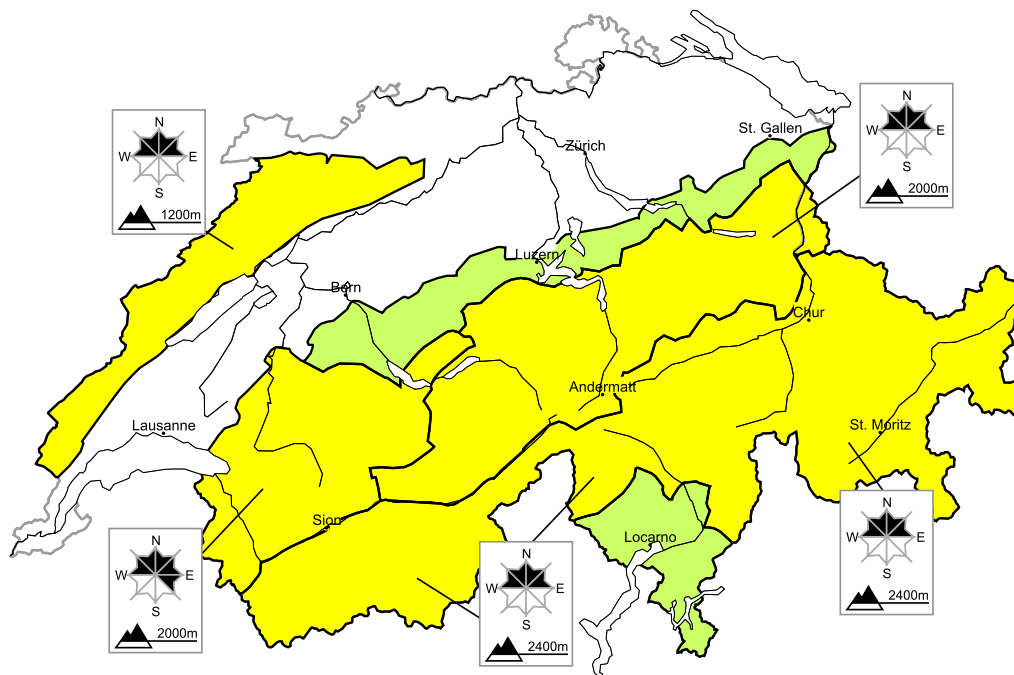 N
W E
S
1200m
N
W E
S
2000m
St. Gallen
Zürich
Luzern
Bern
Chur
Andermatt
Lausanne
St. Moritz
Sion
Locarno
N
W E
S
2000m
N
W E
S
2400m
N
W E
S
2400m